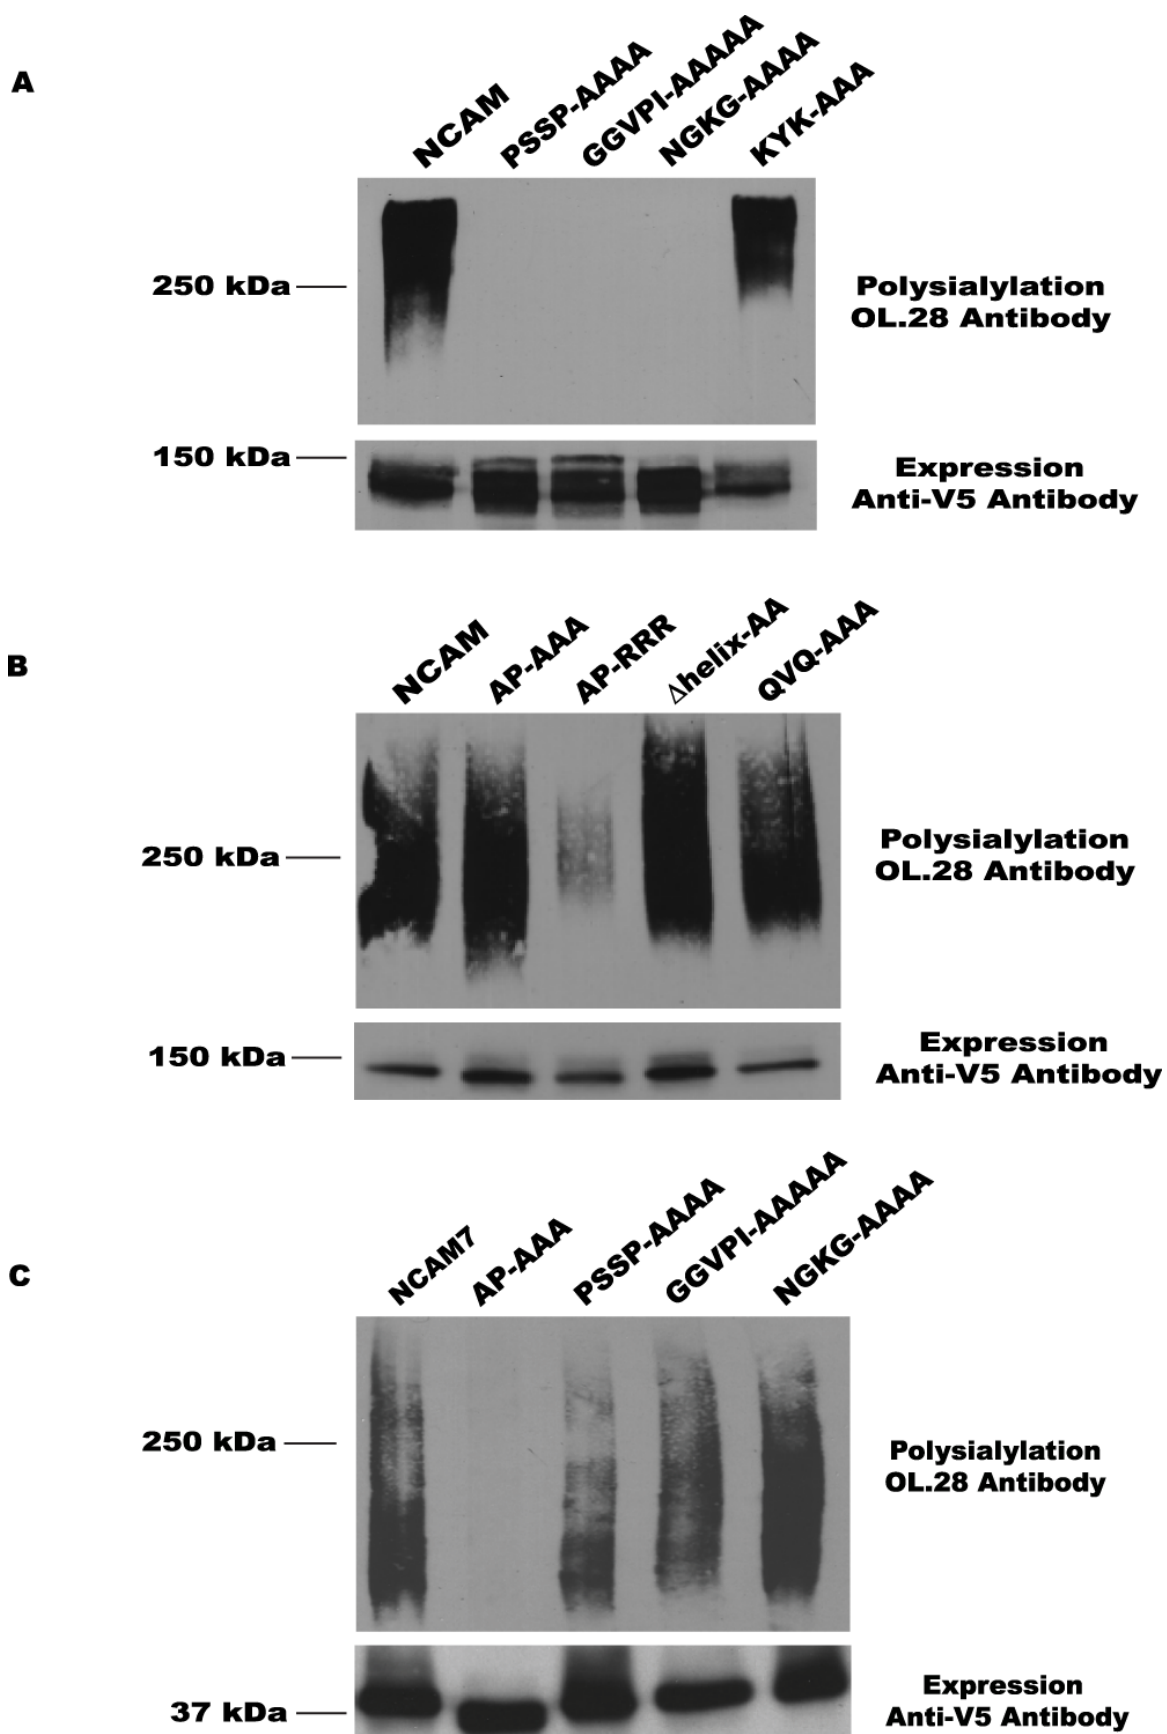 A
NCAM
PSSP-AAAA
GGVPI-AAAAA
NGKG-AAAA
KYK-AAA
250 kDa
Polysialylation
OL.28 Antibody
150 kDa
Expression
Anti-V5 Antibody
B
NCAM
AP-AAA
AP-RRR
Δhelix-AA
QVQ-AAA
250 kDa
Polysialylation
OL.28 Antibody
150 kDa
Expression
Anti-V5 Antibody
C
NCAM7
AP-AAA
PSSP-AAAA
GGVPI-AAAAA
NGKG-AAAA
250 kDa
Polysialylation
OL.28 Antibody
37 kDa
Expression
Anti-V5 Antibody